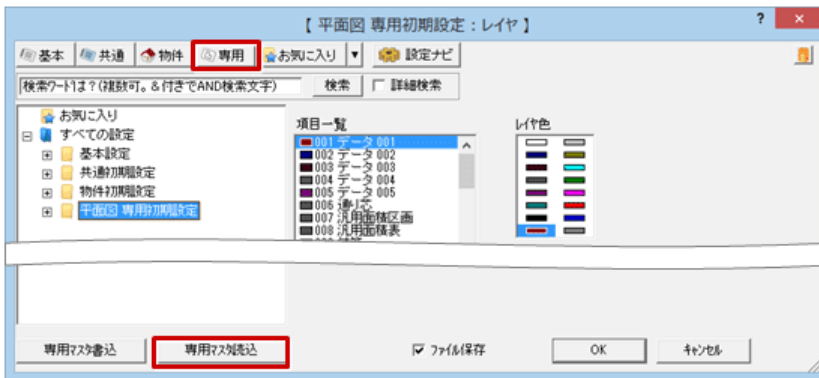 【 平面図 専用初期設定：レイヤ 】
?
×
基本 共通 物件 専用 お気に入り ▼ 設定ナビ
検索ワードは？(複数可。＆付きでAND検索文字) 検索 詳細検索
お気に入り
すべての設定
基本設定
共通初期設定
物件初期設定
平面図 専用初期設定
項目一覧
001 データ 001
002 データ 002
003 データ 003
004 データ 004
005 データ 005
006 通り芯
007 汎用面積区画
008 汎用面積表
レイヤ色
専用マスタ書込 専用マスタ読込 ファイル保存 OK キャンセル